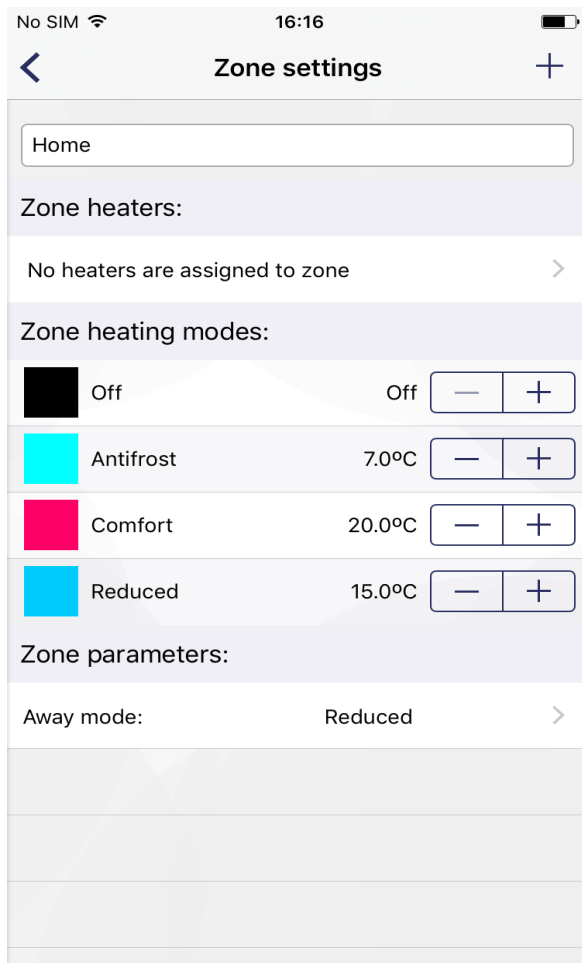 No SIM 16:16
Zone settings
Home
Zone heaters:
No heaters are assigned to zone
Zone heating modes:
Off Off
Antifrost 7.0ºC
Comfort 20.0ºC
Reduced 15.0ºC
Zone parameters:
Away mode: Reduced